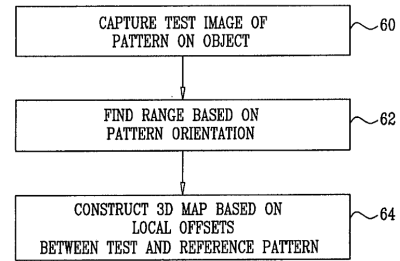 CAPTURE TEST IMAGE OF
PATTERN ON OBJECT
60
FIND RANGE BASED ON
PATTERN ORIENTATION
62
CONSTRUCT 3D MAP BASED ON
LOCAL OFFSETS
BETWEEN TEST AND REFERENCE PATTERN
64